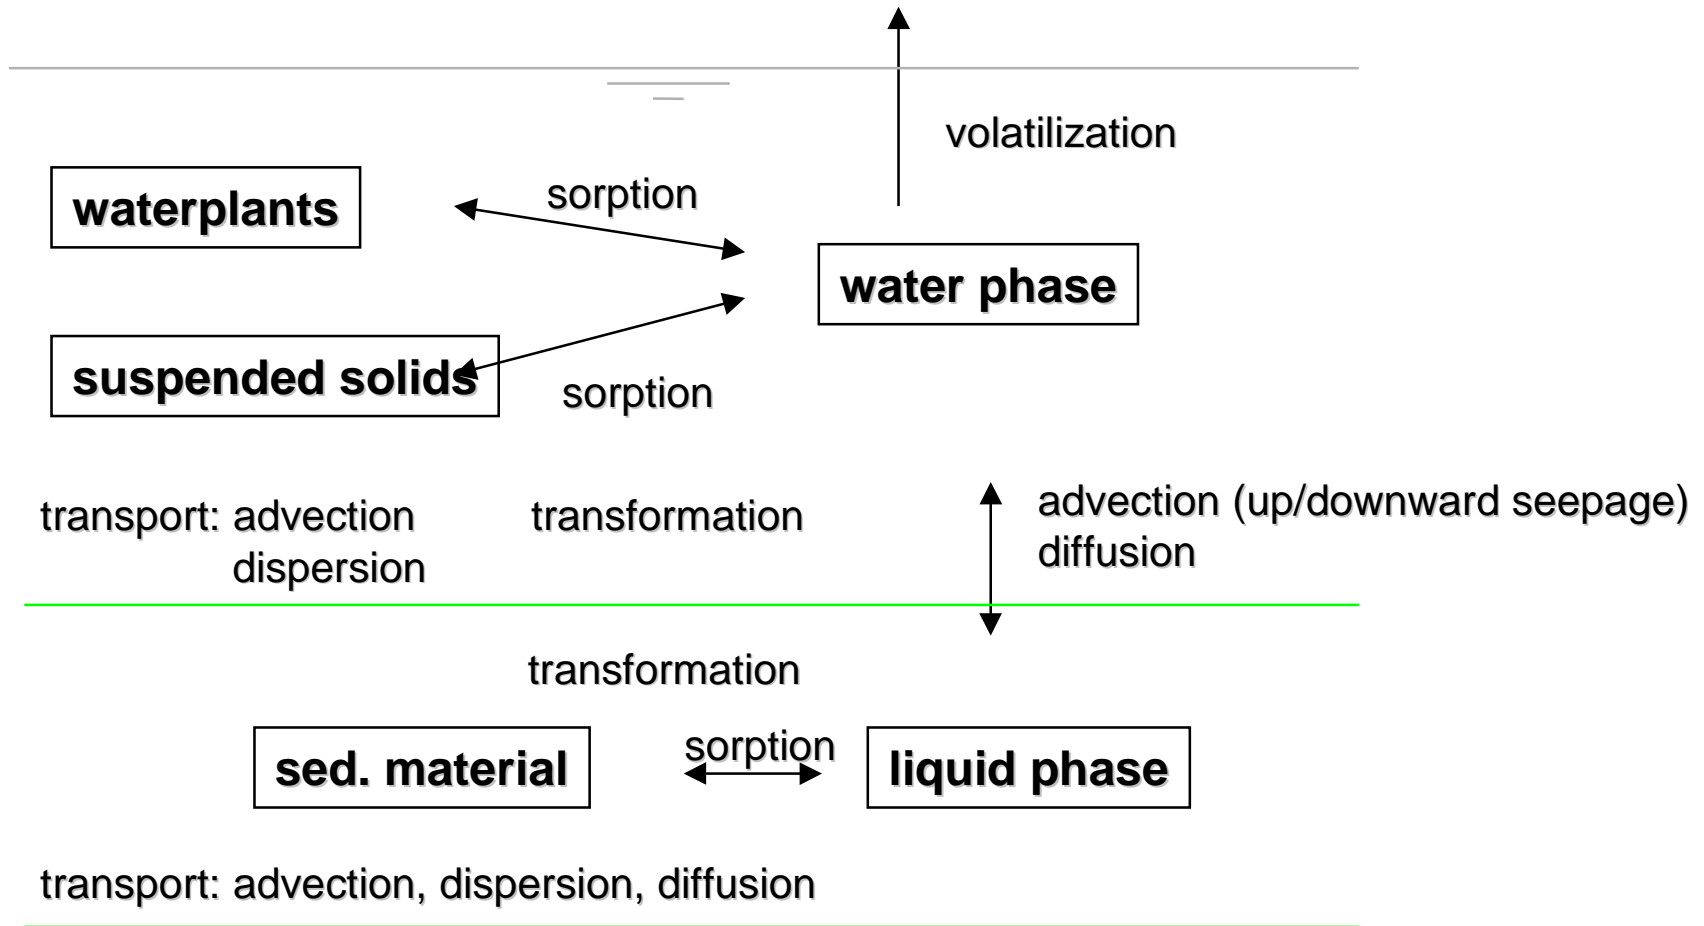 volatilization
waterplants
sorption
water phase
suspended solids
sorption
transport: advection
dispersion
transformation
advection (up/downward seepage)
diffusion
transformation
sed. material
sorption
liquid phase
transport: advection, dispersion, diffusion